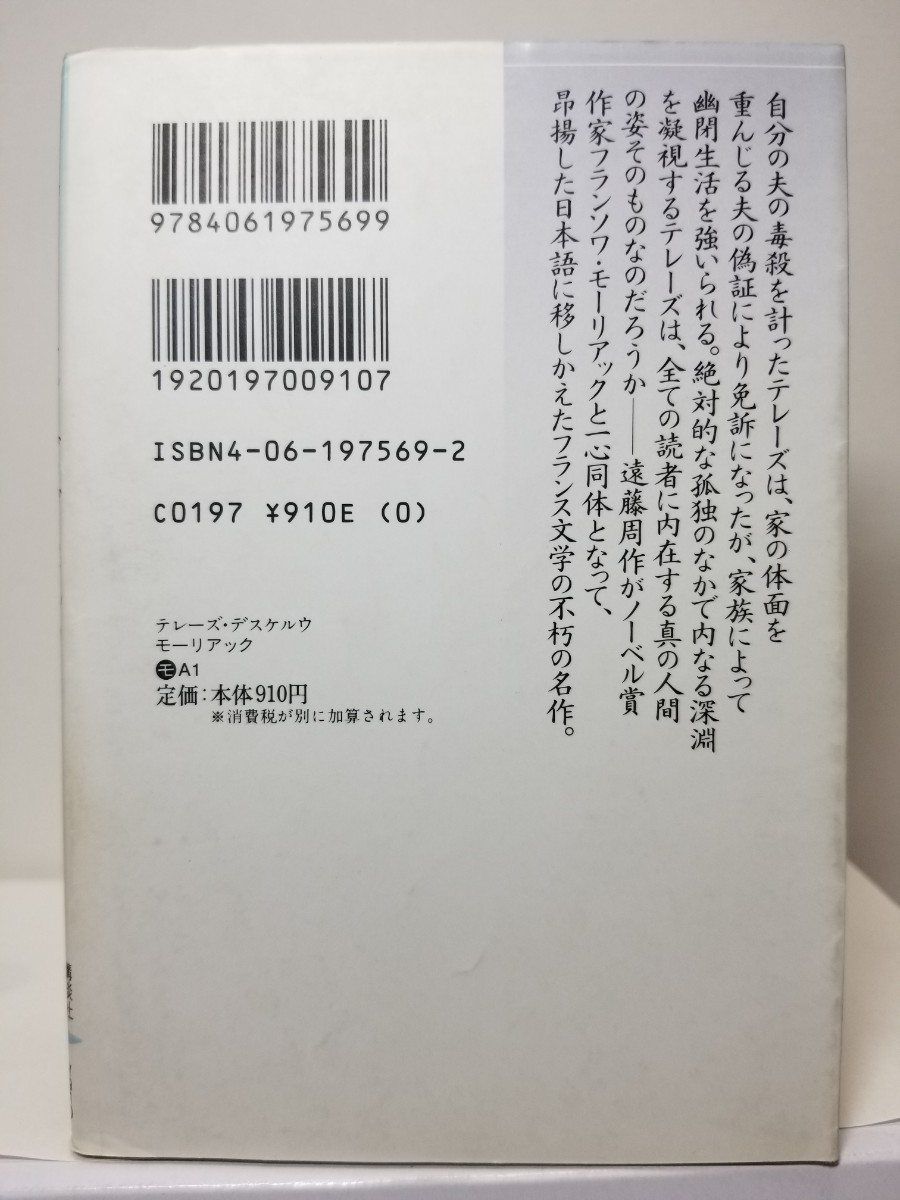 自分の夫の毒殺を計ったテレーズは、家の体面を
重んじる夫の偽証により免訴になったが、家族によって
幽閉生活を強いられる。絶対的な孤独のなかで内なる深淵
を凝視するテレーズは、全ての読者に内在する真の人間
の姿そのものなのだろうか――遠藤周作がノーベル賞
作家フランソワ・モーリアックと一心同体となって、
昂揚した日本語に移しかえたフランス文学の不朽の名作。
9784061975699
1920197009107
ISBN4-06-197569-2
C0197 ¥910E (0)
テレーズ・デスケルウ
モーリアック
モA1
定価：本体910円
※消費税が別に加算されます。
講談社